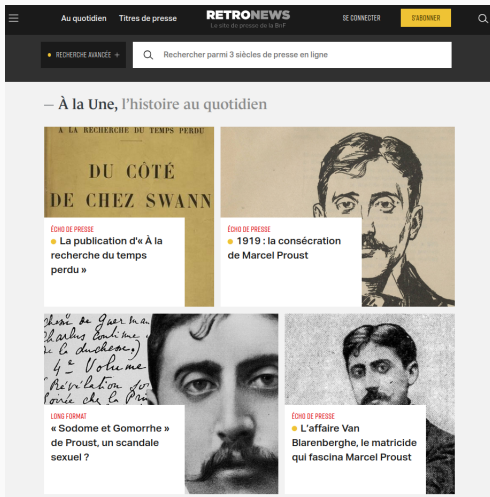 Au quotidien Titres de presse RETRONEWS SE CONNECTER S'ABONNER
Le site de presse de la BnF
RECHERCHE AVANCÉE + Rechercher parmi 3 siècles de presse en ligne
— À la Une, l'histoire au quotidien
A LA RECHERCHE DU TEMPS PERDU
DU CÔTÉ
DE CHEZ SWANN
ÉCHO DE PRESSE
La publication d'« À la
recherche du temps
perdu »
ÉCHO DE PRESSE
1919 : la consécration
de Marcel Proust
4e Volume
LONG FORMAT
« Sodome et Gomorrhe »
de Proust, un scandale
sexuel ?
ÉCHO DE PRESSE
L'affaire Van
Blarenberghe, le matricide
qui fascina Marcel Proust